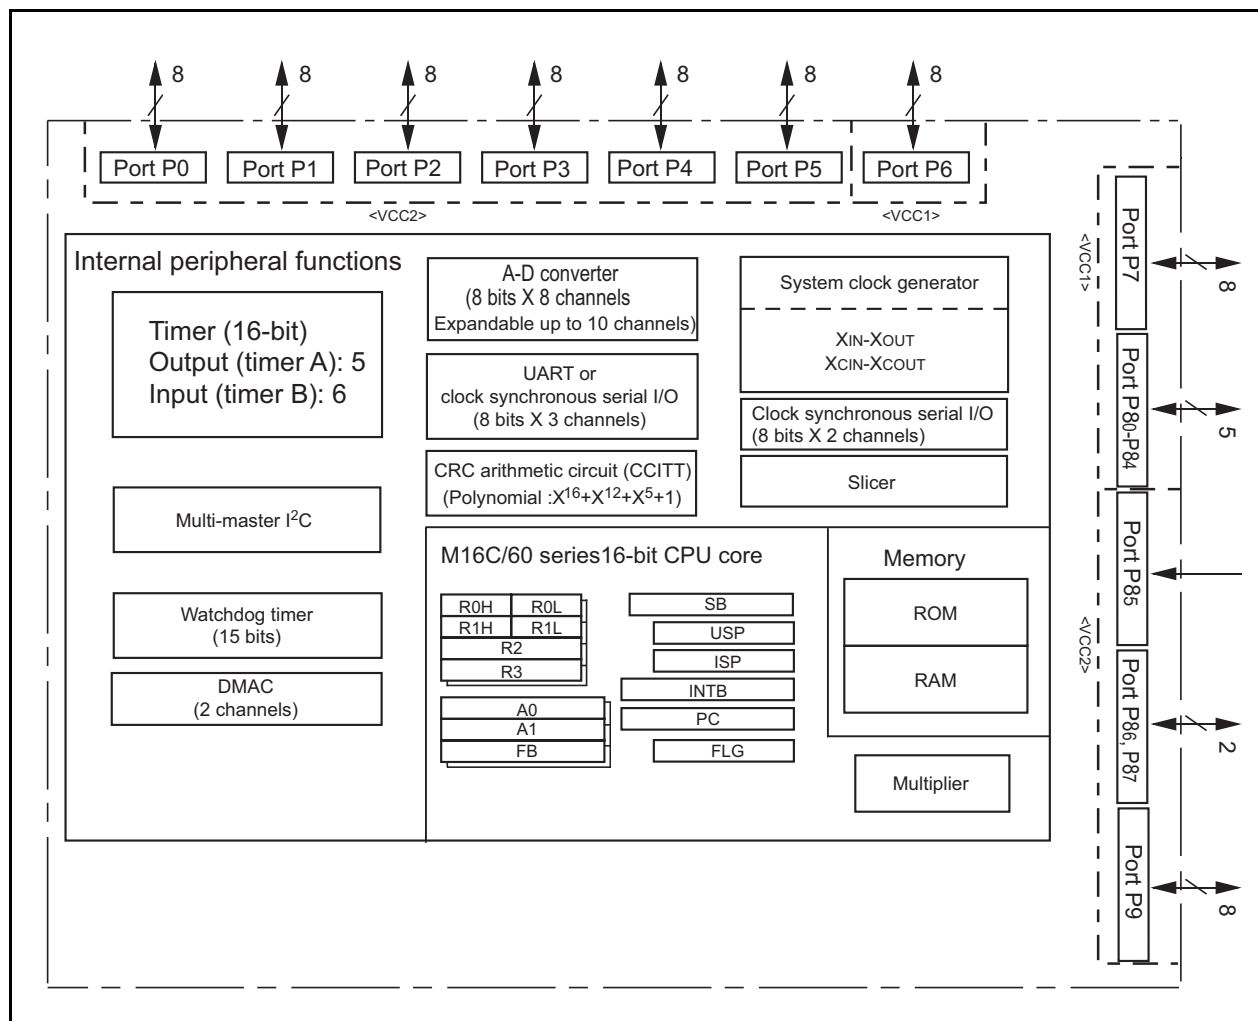 8 8 8 8 8 8 8
Port P0 Port P1 Port P2 Port P3 Port P4 Port P5 Port P6
<VCC2> <VCC1>
Internal peripheral functions
Timer (16-bit)
Output (timer A): 5
Input (timer B): 6
Multi-master I²C
Watchdog timer
(15 bits)
DMAC
(2 channels)
A-D converter
(8 bits X 8 channels
Expandable up to 10 channels)
UART or
clock synchronous serial I/O
(8 bits X 3 channels)
CRC arithmetic circuit (CCITT)
(Polynomial :X¹⁶+X¹²+X⁵+1)
System clock generator
XIN-XOUT
XCIN-XCOUT
Clock synchronous serial I/O
(8 bits X 2 channels)
Slicer
M16C/60 series16-bit CPU core
R0H R0L
R1H R1L
R2
R3
A0
A1
FB
SB
USP
ISP
INTB
PC
FLG
Memory
ROM
RAM
Multiplier
<VCC1>
Port P7
8
Port P80-P84
5
<VCC2>
Port P85
Port P86, P87
2
Port P9
8